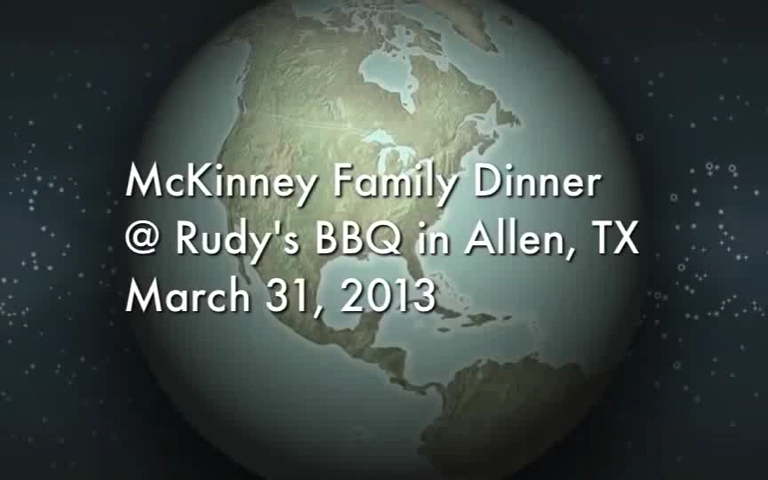 McKinney Family Dinner
@ Rudy's BBQ in Allen, TX
March 31, 2013